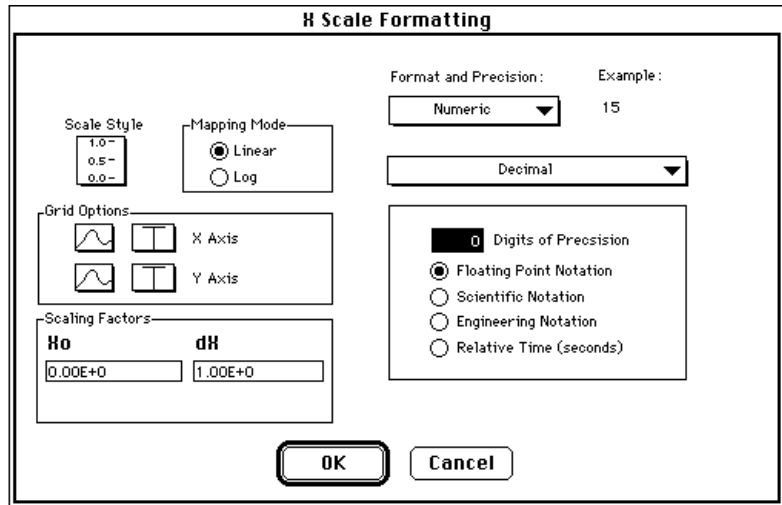 X Scale Formatting
Format and Precision:
Example:
Numeric
15
Decimal
Scale Style
1.0
0.5
0.0
Mapping Mode
Linear
Log
Grid Options
X Axis
Y Axis
Scaling Factors
Xo
dX
0.00E+0
1.00E+0
0 Digits of Precsision
Floating Point Notation
Scientific Notation
Engineering Notation
Relative Time (seconds)
OK
Cancel